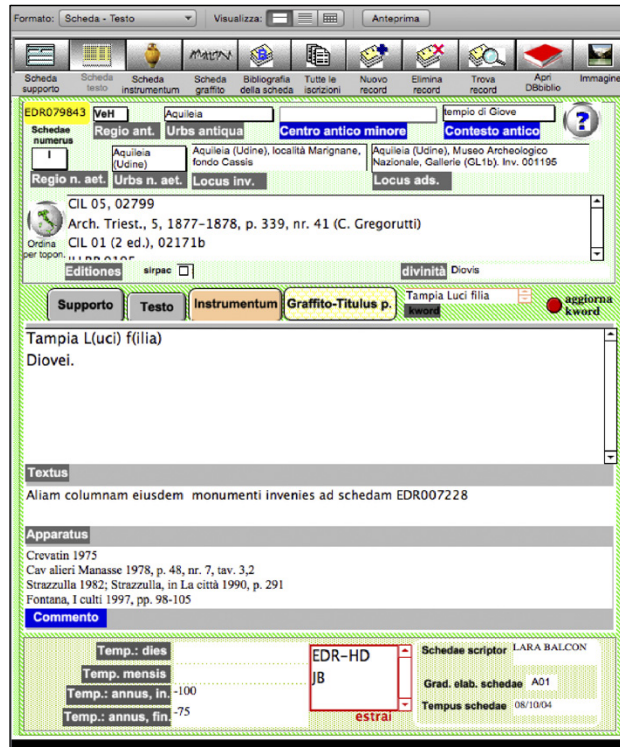 Formato: Scheda - Testo Visualizza: Anteprima
Scheda supporto Scheda testo Scheda instrumentum Scheda graffito Bibliografia della scheda Tutte le iscrizioni Nuovo record Elimina record Trova record Apri DBbiblio Immagine
EDR079843 VeH Aquileia tempio di Giove ?
Schedae numerus Regio ant. Urbs antiqua Centro antico minore Contesto antico
I Aquileia (Udine) Aquileia (Udine), località Marignane, fondo Cassis Aquileia (Udine), Museo Archeologico Nazionale, Gallerie (GL1b). Inv. 001195
Regio n. aet. Urbs n. aet. Locus inv. Locus ads.
CIL 05, 02799
Arch. Triest., 5, 1877-1878, p. 339, nr. 41 (C. Gregorutti)
CIL 01 (2 ed.), 02171b
Ordina per topon.
Editiones sirpac divinità Diovis
Supporto Testo Instrumentum Graffito-Titulus p. Tampia Luci filia kword aggiorna kword
Tampia L(uci) f(ilia)
Diovei.
Textus
Aliam columnam eiusdem monumenti invenies ad schedam EDR007228
Apparatus
Crevatin 1975
Cav alieri Manasse 1978, p. 48, nr. 7, tav. 3,2
Strazzulla 1982; Strazzulla, in La città 1990, p. 291
Fontana, I culti 1997, pp. 98-105
Commento
Temp.: dies EDR-HD Schedae scriptor LARA BALCON
Temp. mensis JB
Temp.: annus, in. -100 Grad. elab. schedae A01
Temp.: annus, fin. -75 estrai Tempus schedae 08/10/04